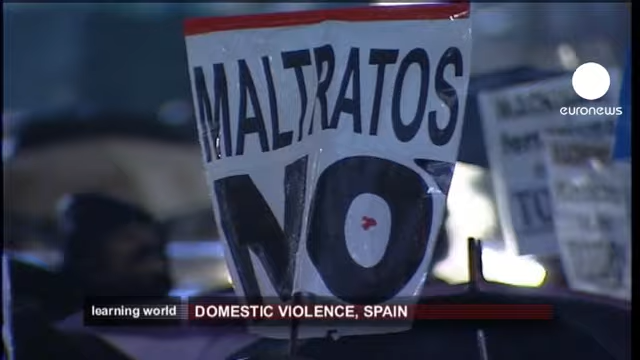 MALTRATOS
NO
euronews
learning world
DOMESTIC VIOLENCE, SPAIN